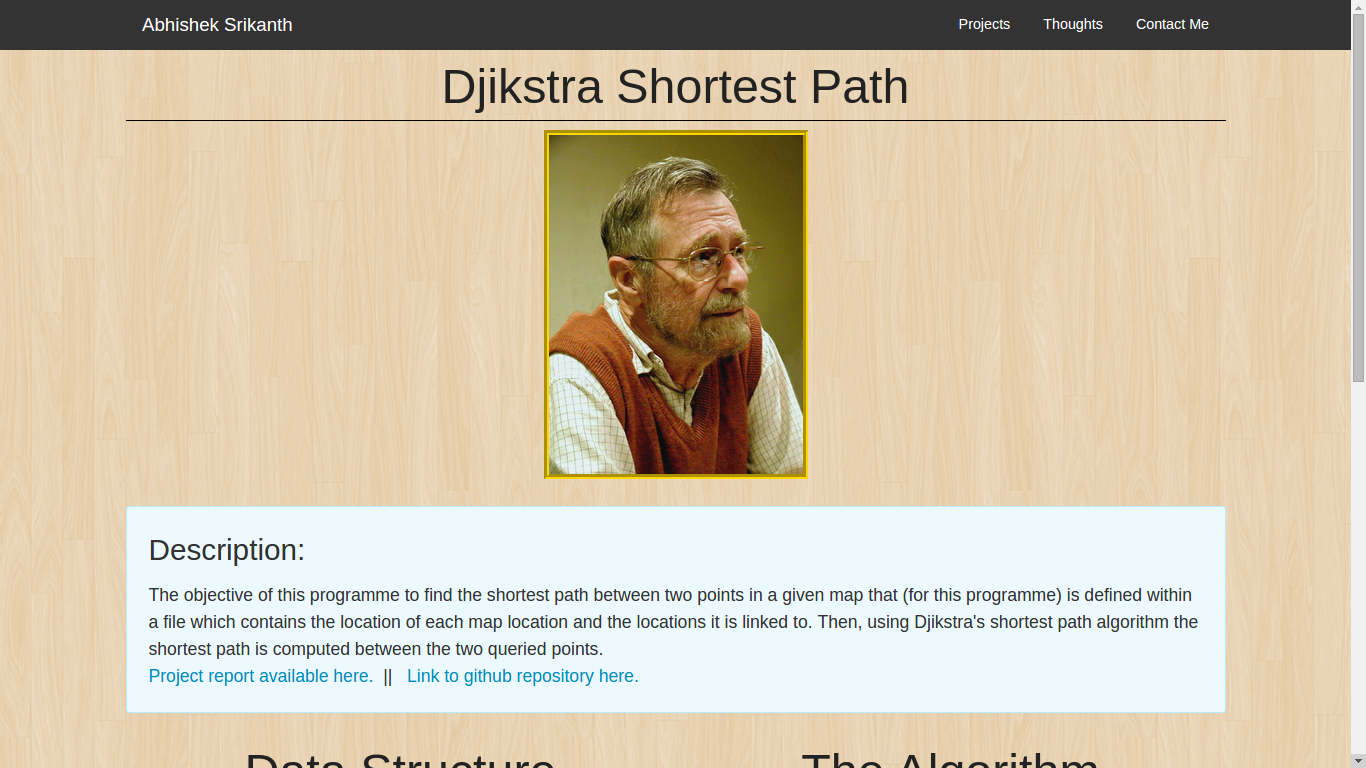 Abhishek Srikanth
Projects Thoughts Contact Me
Djikstra Shortest Path
Description:
The objective of this programme to find the shortest path between two points in a given map that (for this programme) is defined within
a file which contains the location of each map location and the locations it is linked to. Then, using Djikstra's shortest path algorithm the
shortest path is computed between the two queried points.
Project report available here. || Link to github repository here.
Data Structure
The Algorithm